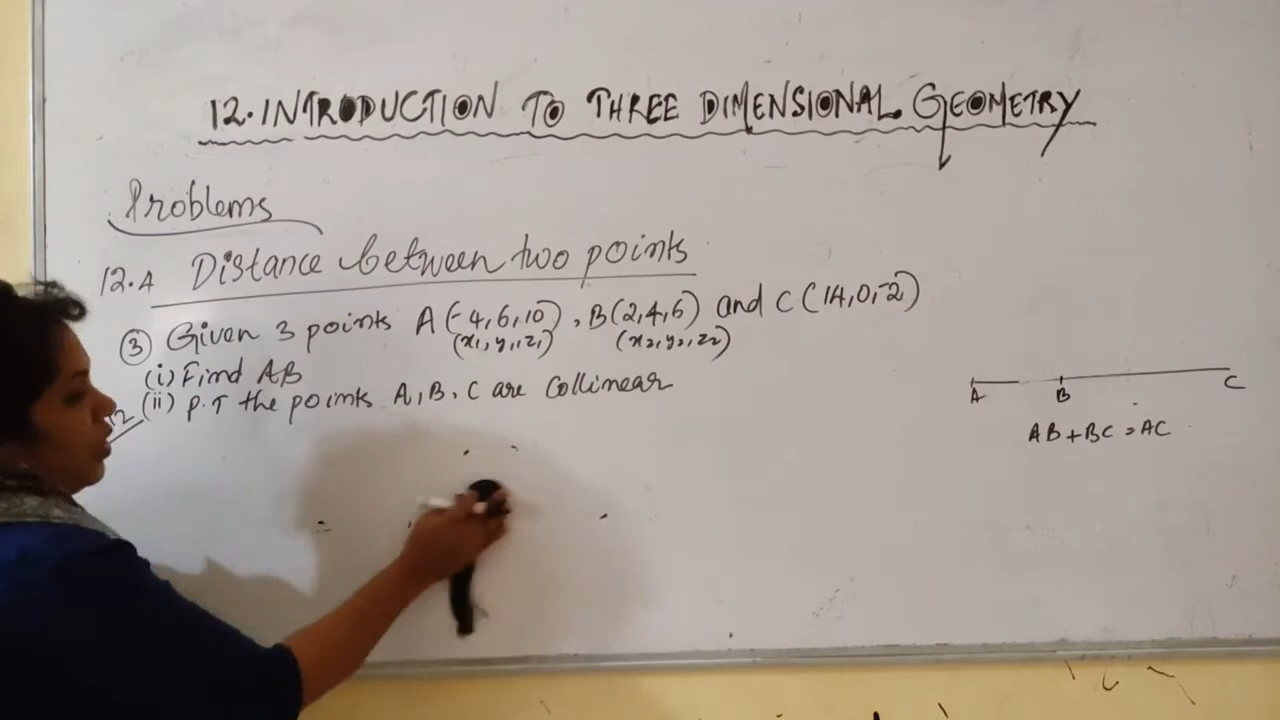 12. INTRODUCTION TO THREE DIMENSIONAL GEOMETRY
Problems
12.A Distance between two points
③ Given 3 points A(-4,6,10), B(2,4,6) and C(14,0,-2)
(x₁,y₁,z₁) (x₂,y₂,z₂)
(i) Find AB
(ii) P.T the points A, B, C are Collinear
12
A B C
AB+BC=AC